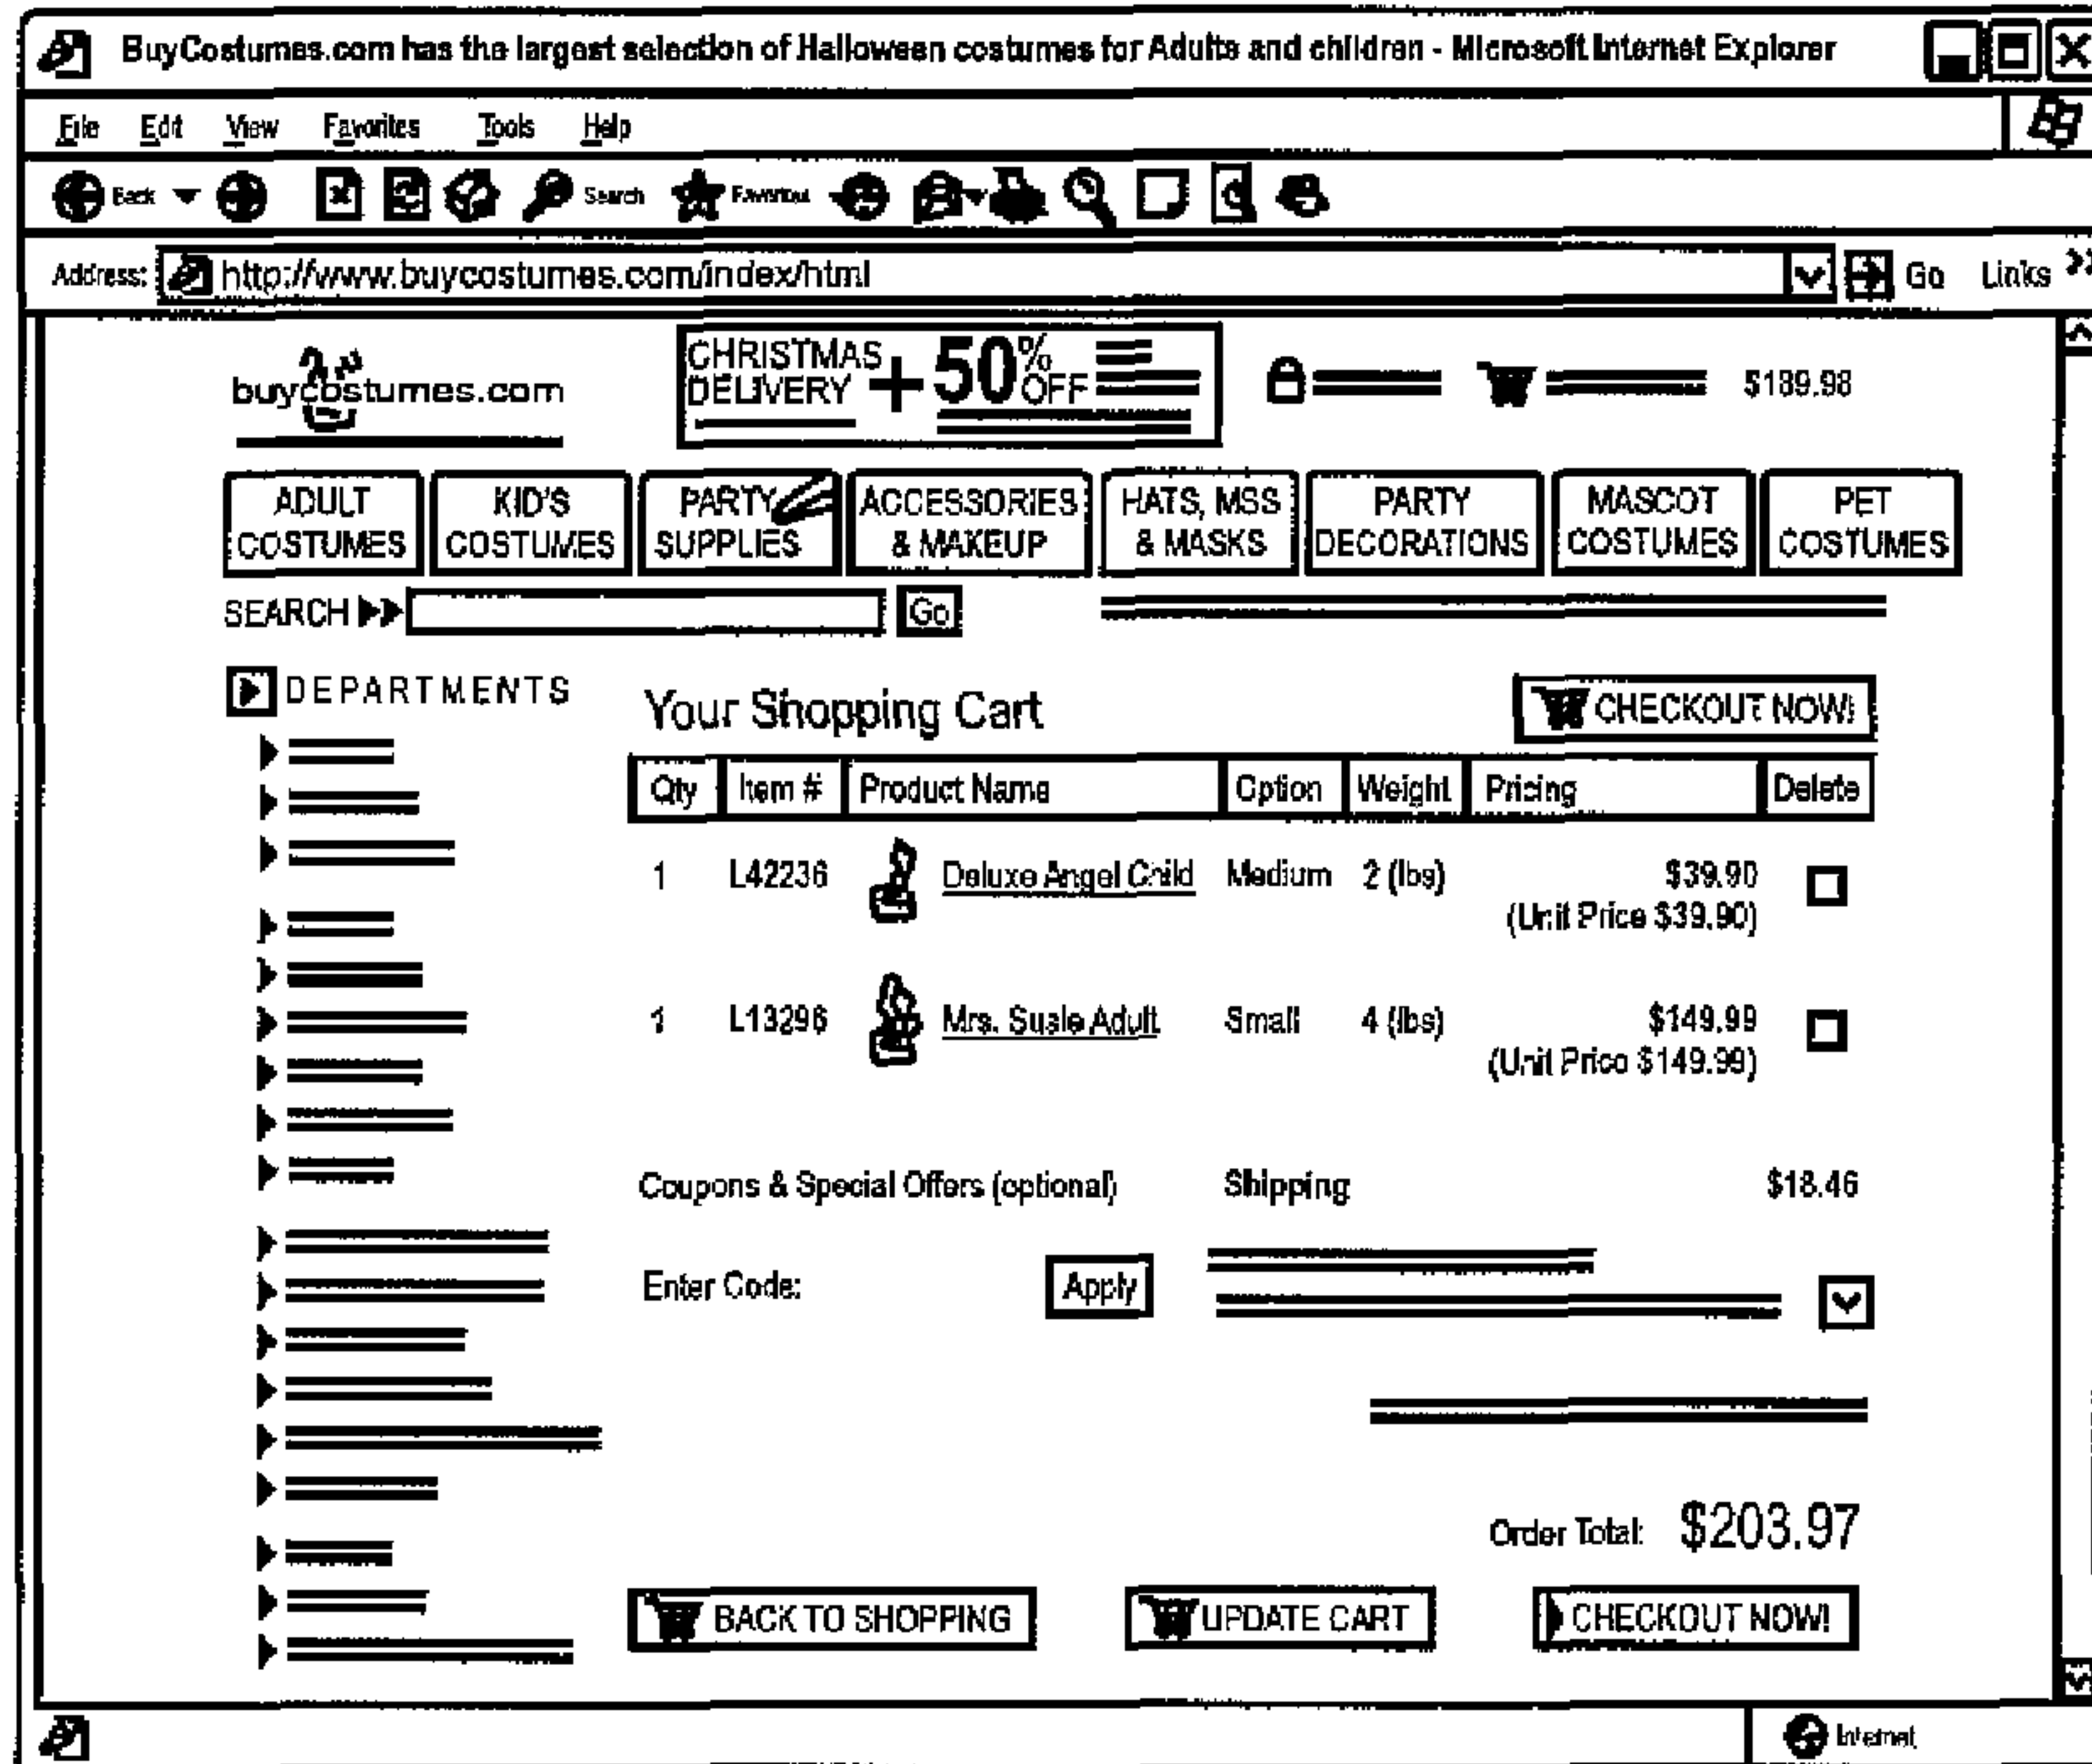 BuyCostumes.com has the largest selection of Halloween costumes for Adults and children - Microsoft Internet Explorer
File Edit View Favorites Tools Help
Back Search Favorites
Address: http://www.buycostumes.com/index/html Go Links >>
buycostumes.com
CHRISTMAS DELIVERY + 50% OFF
$189.98
ADULT COSTUMES
KID'S COSTUMES
PARTY SUPPLIES
ACCESSORIES & MAKEUP
HATS, MSS & MASKS
PARTY DECORATIONS
MASCOT COSTUMES
PET COSTUMES
SEARCH Go
DEPARTMENTS
Your Shopping Cart
CHECKOUT NOW!
Qty Item # Product Name Option Weight Pricing Delete
1 L42236 Deluxe Angel Child Medium 2 (lbs) $39.90
(Unit Price $39.90)
1 L13296 Mrs. Susie Adult Small 4 (lbs) $149.99
(Unit Price $149.99)
Coupons & Special Offers (optional) Shipping $18.46
Enter Code: Apply
Order Total: $203.97
BACK TO SHOPPING UPDATE CART CHECKOUT NOW!
Internet